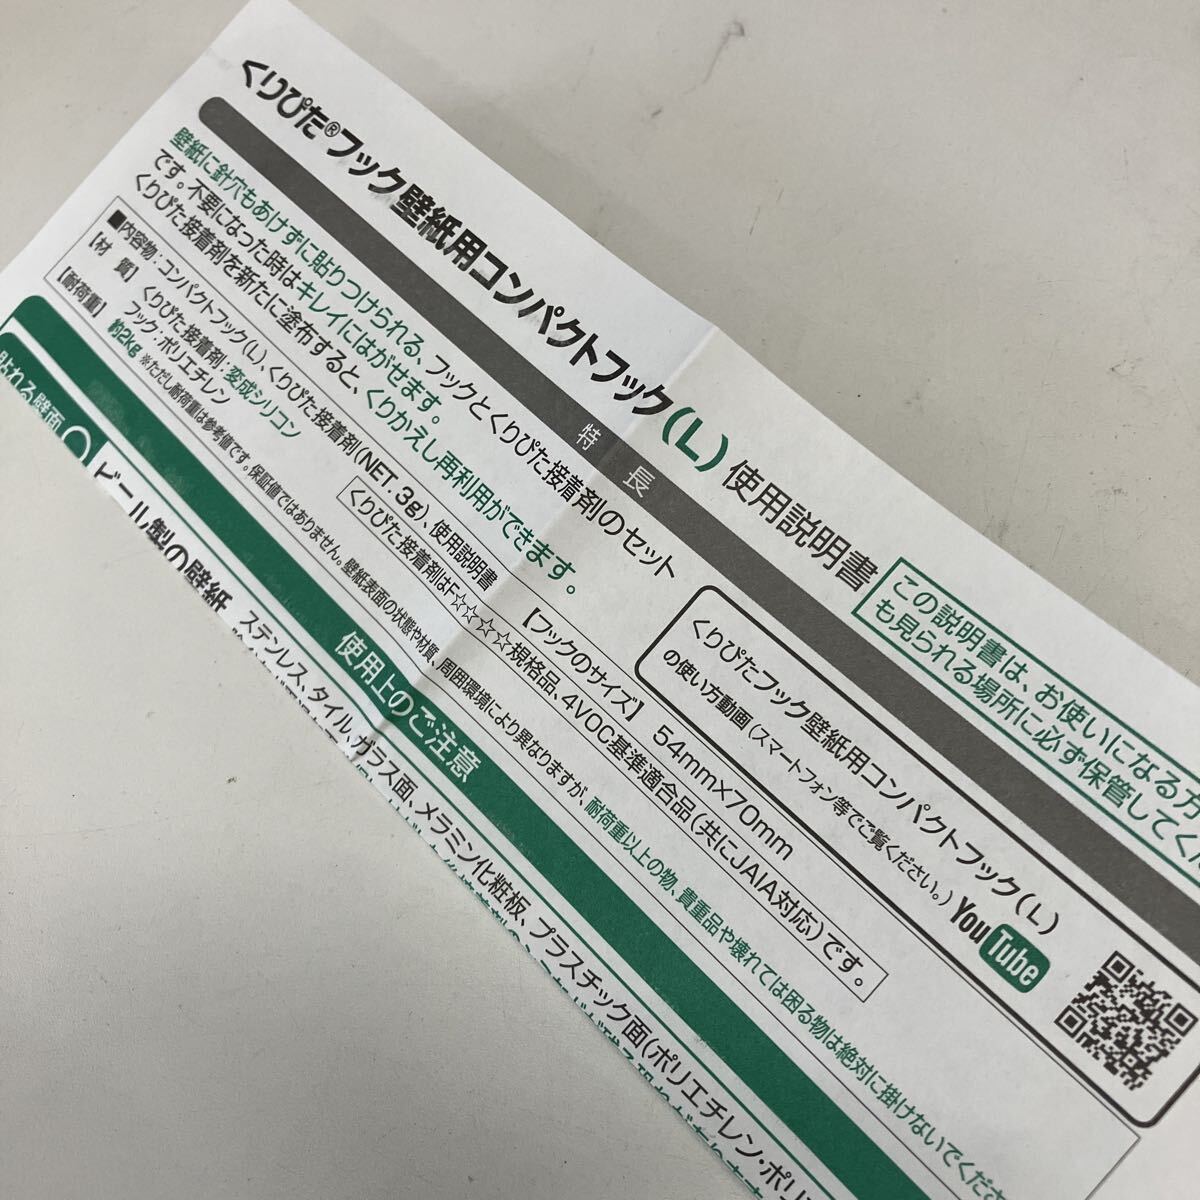 くりぴた®フック壁紙用コンパクトフック(L) 使用説明書
この説明書は、お使いになる方
も見られる場所に必ず保管してく
特 長
壁紙に針穴もあけずに貼りつけられる、フックとくりぴた接着剤のセット
です。不要になった時はキレイにはがせます。
くりぴた接着剤を新たに塗布すると、くりかえし再利用ができます。
■内容物:コンパクトフック(L)、くりぴた接着剤(NET. 3g)、使用説明書
【材 質】 くりぴた接着剤:変成シリコン
フック:ポリエチレン
【フックのサイズ】 54mm×70mm
くりぴた接着剤はF☆☆☆☆規格品、4VOC基準適合品(共にJAIA対応)です。
【耐荷重】 約2kg ※ただし耐荷重は参考値です。保証値ではありません。壁紙表面の状態や材質、周囲環境により異なりますが、耐荷重以上の物、貴重品や壊れては困る物は絶対に掛けないでくださ
くりぴたフック壁紙用コンパクトフック(L)
の使い方動画(スマートフォン等でご覧ください。)
YouTube
使用上のご注意
貼れる壁面
ビニール製の壁紙
ステンレス、タイル、ガラス面、メラミン化粧板、プラスチック面(ポリエチレン・ポリ